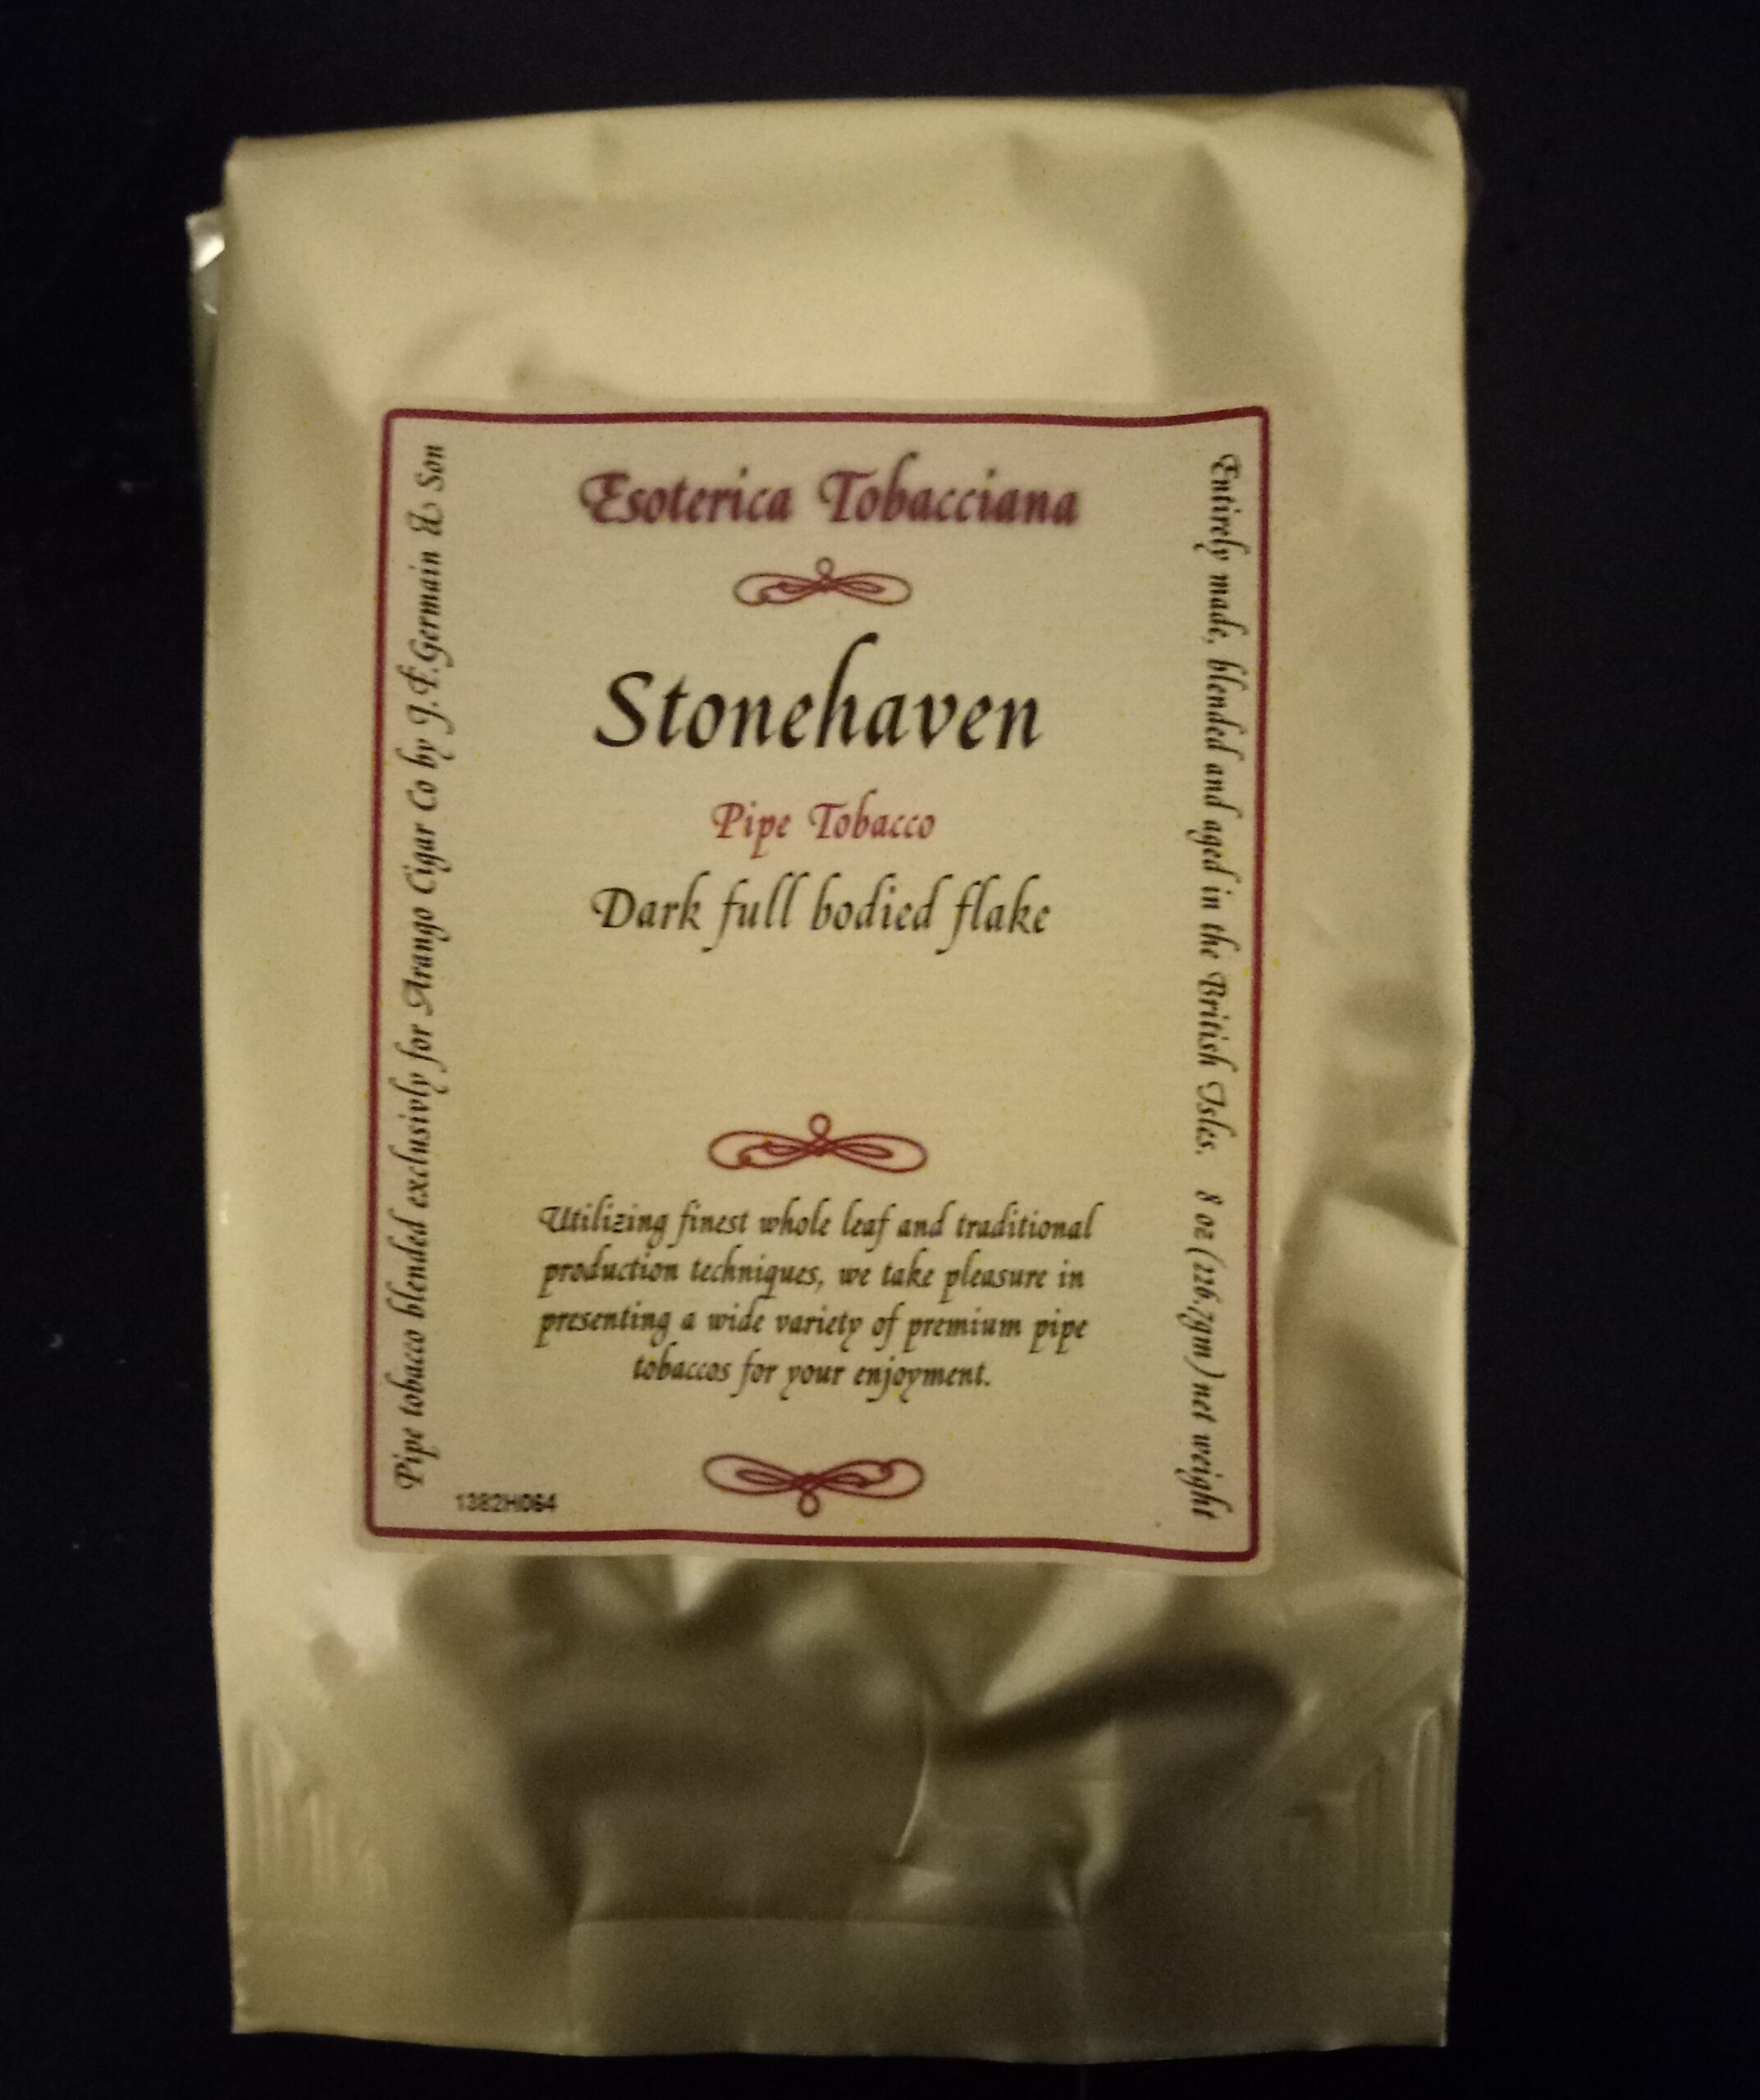 Esoterica Tobacciana
Stonehaven
Pipe Tobacco
Dark full bodied flake
Utilizing finest whole leaf and traditional
production techniques, we take pleasure in
presenting a wide variety of premium pipe
tobaccos for your enjoyment.
Pipe tobacco blended exclusivly for Arango Cigar Co by J.F.Germain & Son
1382H064
Entirely made, blended and aged in the British Isles. 8 oz (226.7gm) net weight